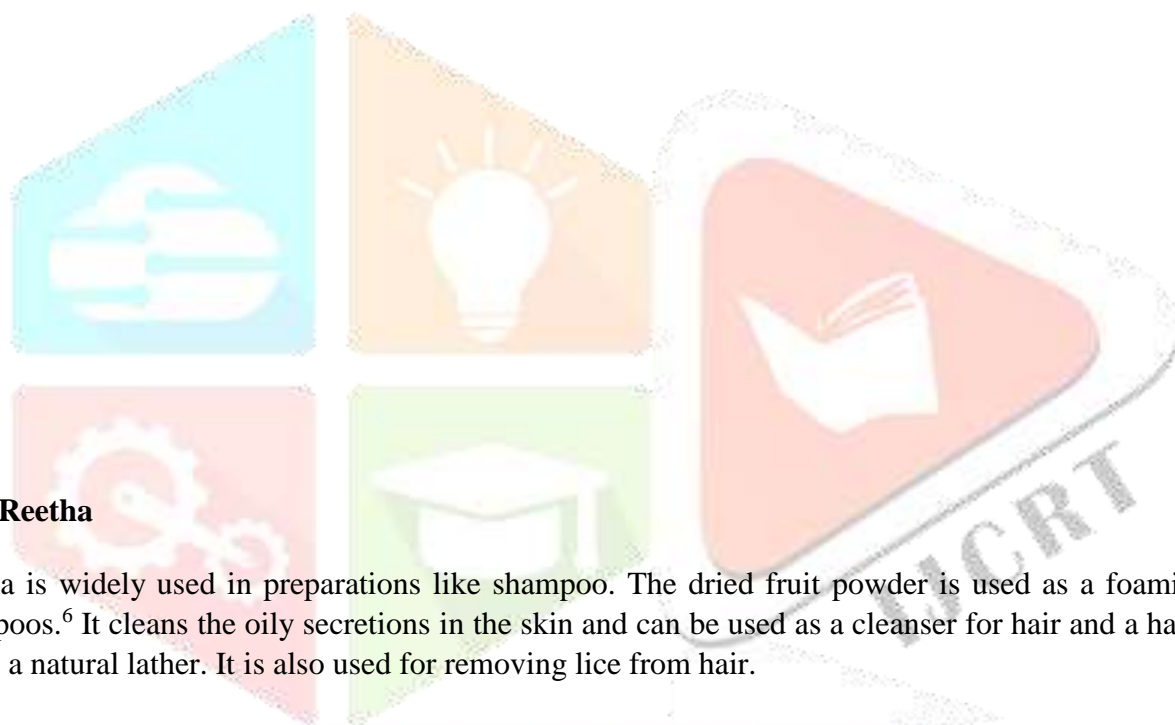 Reetha
a is widely used in preparations like shampoo. The dried fruit powder is used as a foami
poos.⁶ It cleans the oily secretions in the skin and can be used as a cleanser for hair and a ha
a natural lather. It is also used for removing lice from hair.
IJCRT